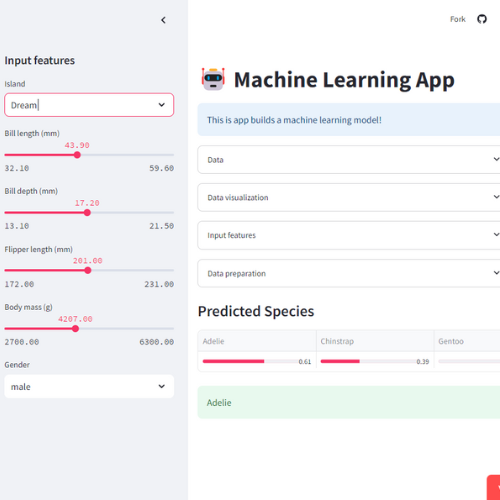 Fork
Input features
Island
Dream
Bill length (mm)
43.90
32.10 59.60
Bill depth (mm)
17.20
13.10 21.50
Flipper length (mm)
201.00
172.00 231.00
Body mass (g)
4207.00
2700.00 6300.00
Gender
male
Machine Learning App
This is app builds a machine learning model!
Data
Data visualization
Input features
Data preparation
Predicted Species
Adelie Chinstrap Gentoo
0.61 0.39
Adelie